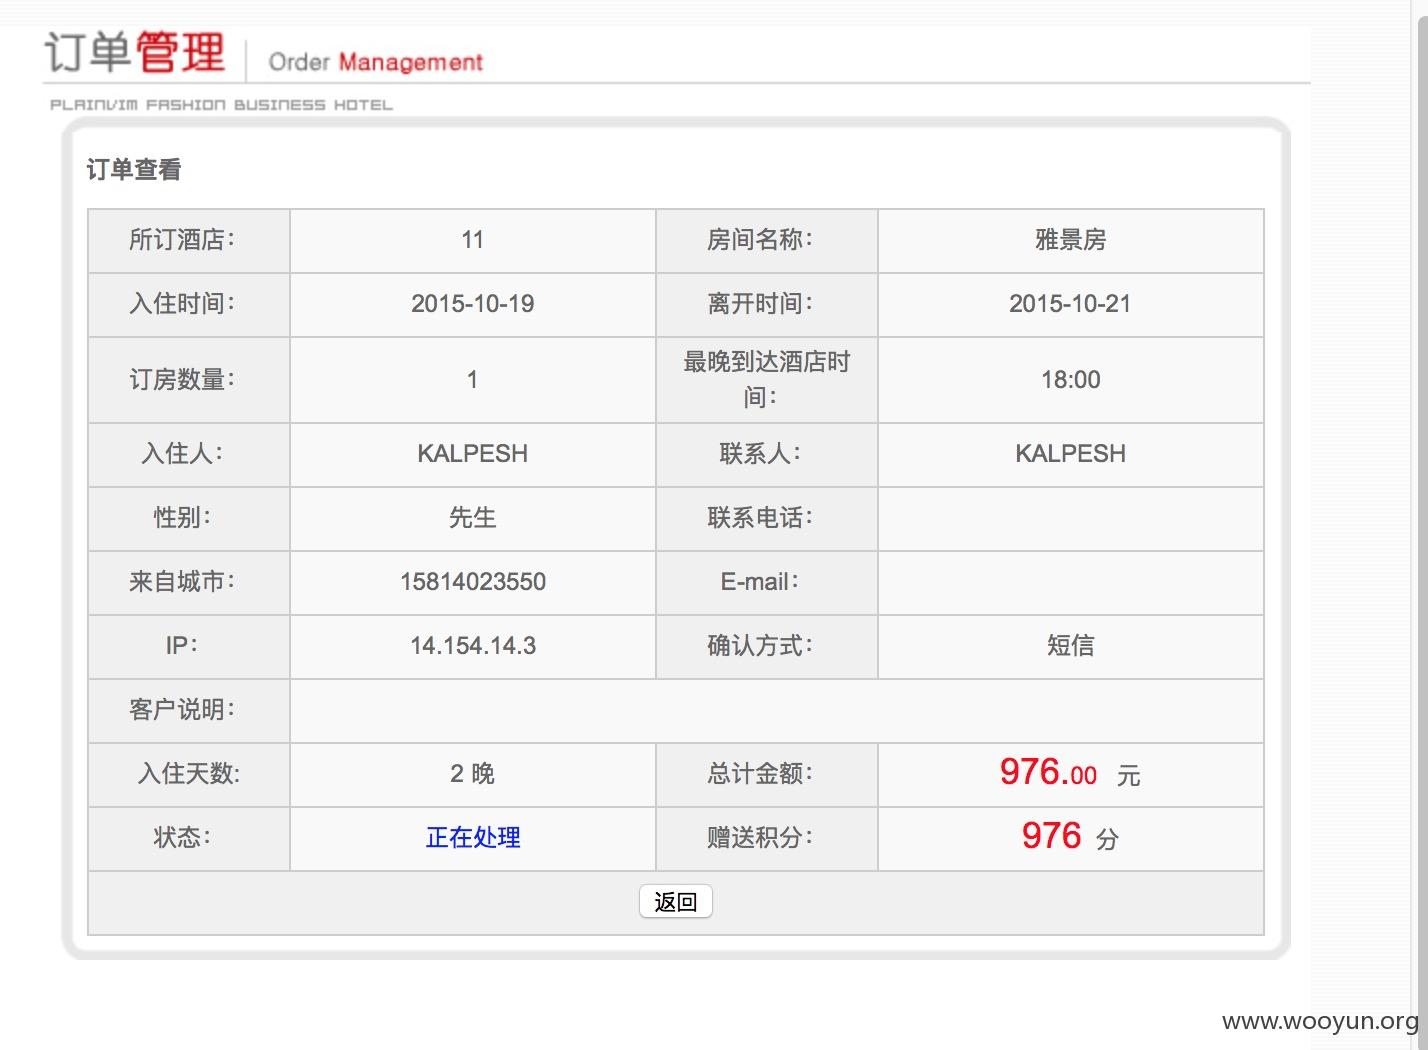 订单管理 Order Management
PLAINVIM FASHION BUSINESS HOTEL
订单查看
所订酒店： 11 房间名称： 雅景房
入住时间： 2015-10-19 离开时间： 2015-10-21
订房数量： 1 最晚到达酒店时间： 18:00
入住人： KALPESH 联系人： KALPESH
性别： 先生 联系电话：
来自城市： 15814023550 E-mail：
IP： 14.154.14.3 确认方式： 短信
客户说明：
入住天数: 2 晚 总计金额： 976.00 元
状态： 正在处理 赠送积分： 976 分
返回
www.wooyun.org